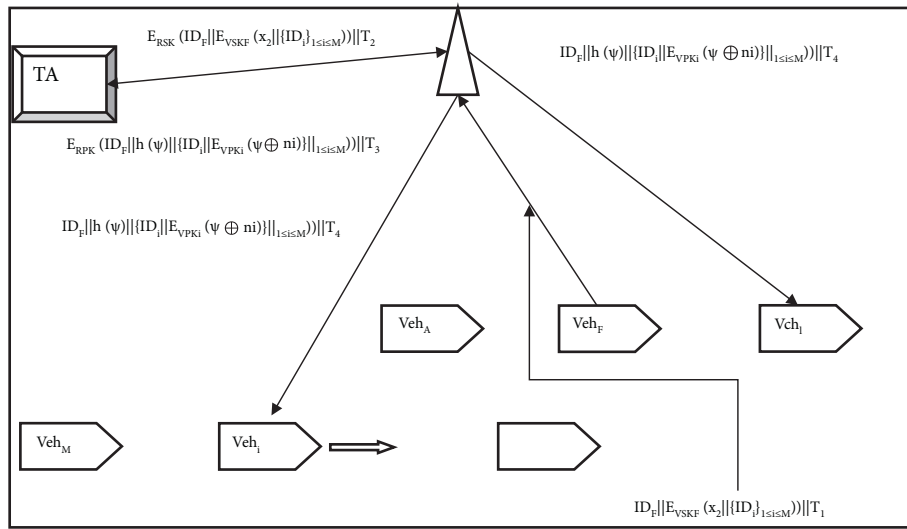 E_RSK (ID_F||E_VSKF (x_2||{ID_i}_1≤i≤M))||T_2
ID_F||h (ψ)||{ID_i||E_VPKi (ψ ⊕ ni)}||_1≤i≤M))||T_4
TA
E_RPK (ID_F||h (ψ)||{ID_i||E_VPKi (ψ ⊕ ni)}||_1≤i≤M))||T_3
ID_F||h (ψ)||{ID_i||E_VPKi (ψ ⊕ ni)}||_1≤i≤M))||T_4
Veh_A
Veh_F
Vch_l
Veh_M
Veh_i
ID_F||E_VSKF (x_2||{ID_i}_1≤i≤M))||T_1